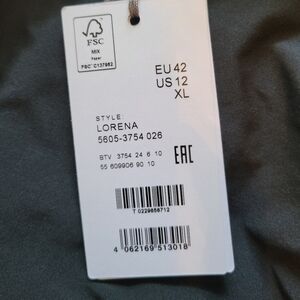 FSC
MIX
Paper
FSC® C137962
EU 42
US 12
XL
STYLE:
LORENA
5605-3754 026
BTV 3754 24 6 10
55 609906 90 10
EAC
T 0229656712
4 062169 513018